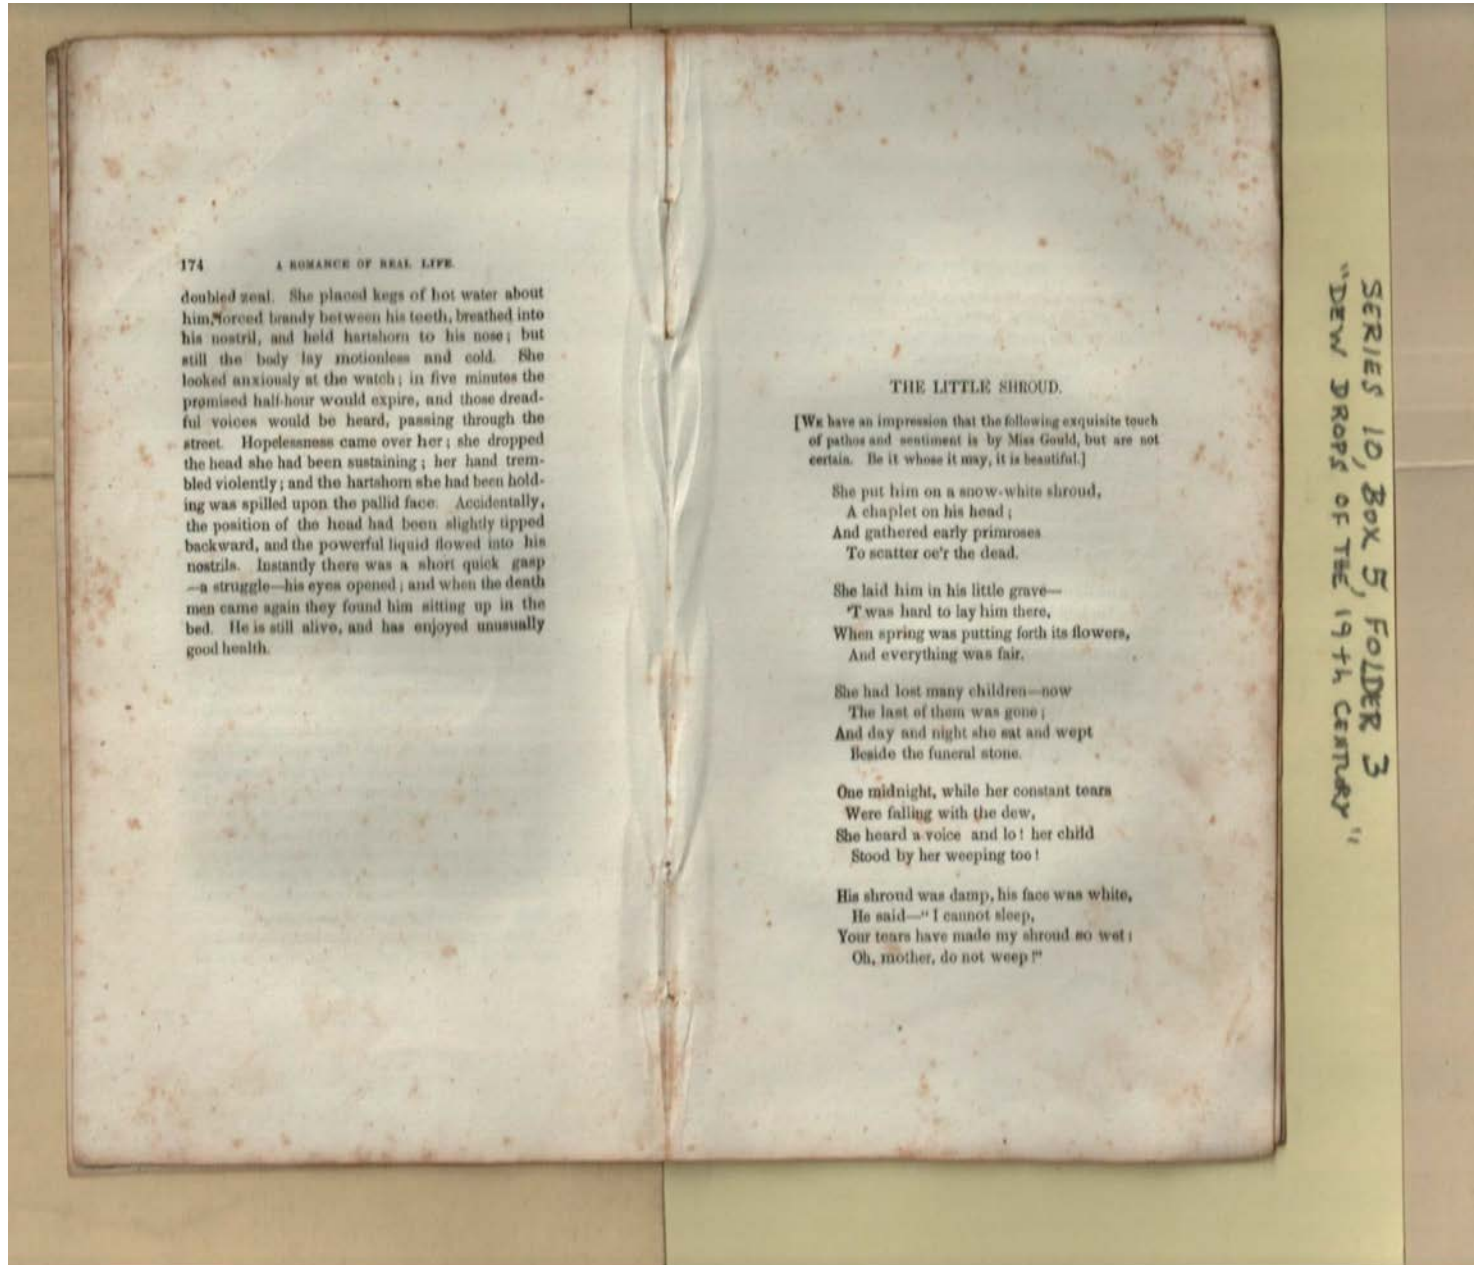 174 A ROMANCE OF REAL LIFE.
doubled zeal. She placed kegs of hot water about
him, forced brandy between his teeth, breathed into
his nostril, and held hartshorn to his nose; but
still the body lay motionless and cold. She
looked anxiously at the watch; in five minutes the
promised half-hour would expire, and those dread-
ful voices would be heard, passing through the
street. Hopelessness came over her; she dropped
the head she had been sustaining; her hand trem-
bled violently; and the hartshorn she had been hold-
ing was spilled upon the pallid face. Accidentally,
the position of the head had been slightly tipped
backward, and the powerful liquid flowed into his
nostrils. Instantly there was a short quick gasp
—a struggle—his eyes opened; and when the death
men came again they found him sitting up in the
bed. He is still alive, and has enjoyed unusually
good health.
THE LITTLE SHROUD.
[WE have an impression that the following exquisite touch
of pathos and sentiment is by Miss Gould, but are not
certain. Be it whose it may, it is beautiful.]
She put him on a snow-white shroud,
A chaplet on his head;
And gathered early primroses
To scatter oe'r the dead.
She laid him in his little grave—
'T was hard to lay him there,
When spring was putting forth its flowers,
And everything was fair.
She had lost many children—now
The last of them was gone;
And day and night she sat and wept
Beside the funeral stone.
One midnight, while her constant tears
Were falling with the dew,
She heard a voice and lo! her child
Stood by her weeping too!
His shroud was damp, his face was white,
He said—"I cannot sleep,
Your tears have made my shroud so wet;
Oh, mother, do not weep!"
SERIES 10, BOX 5, FOLDER 3
"DEW DROPS OF THE 19th CENTURY"